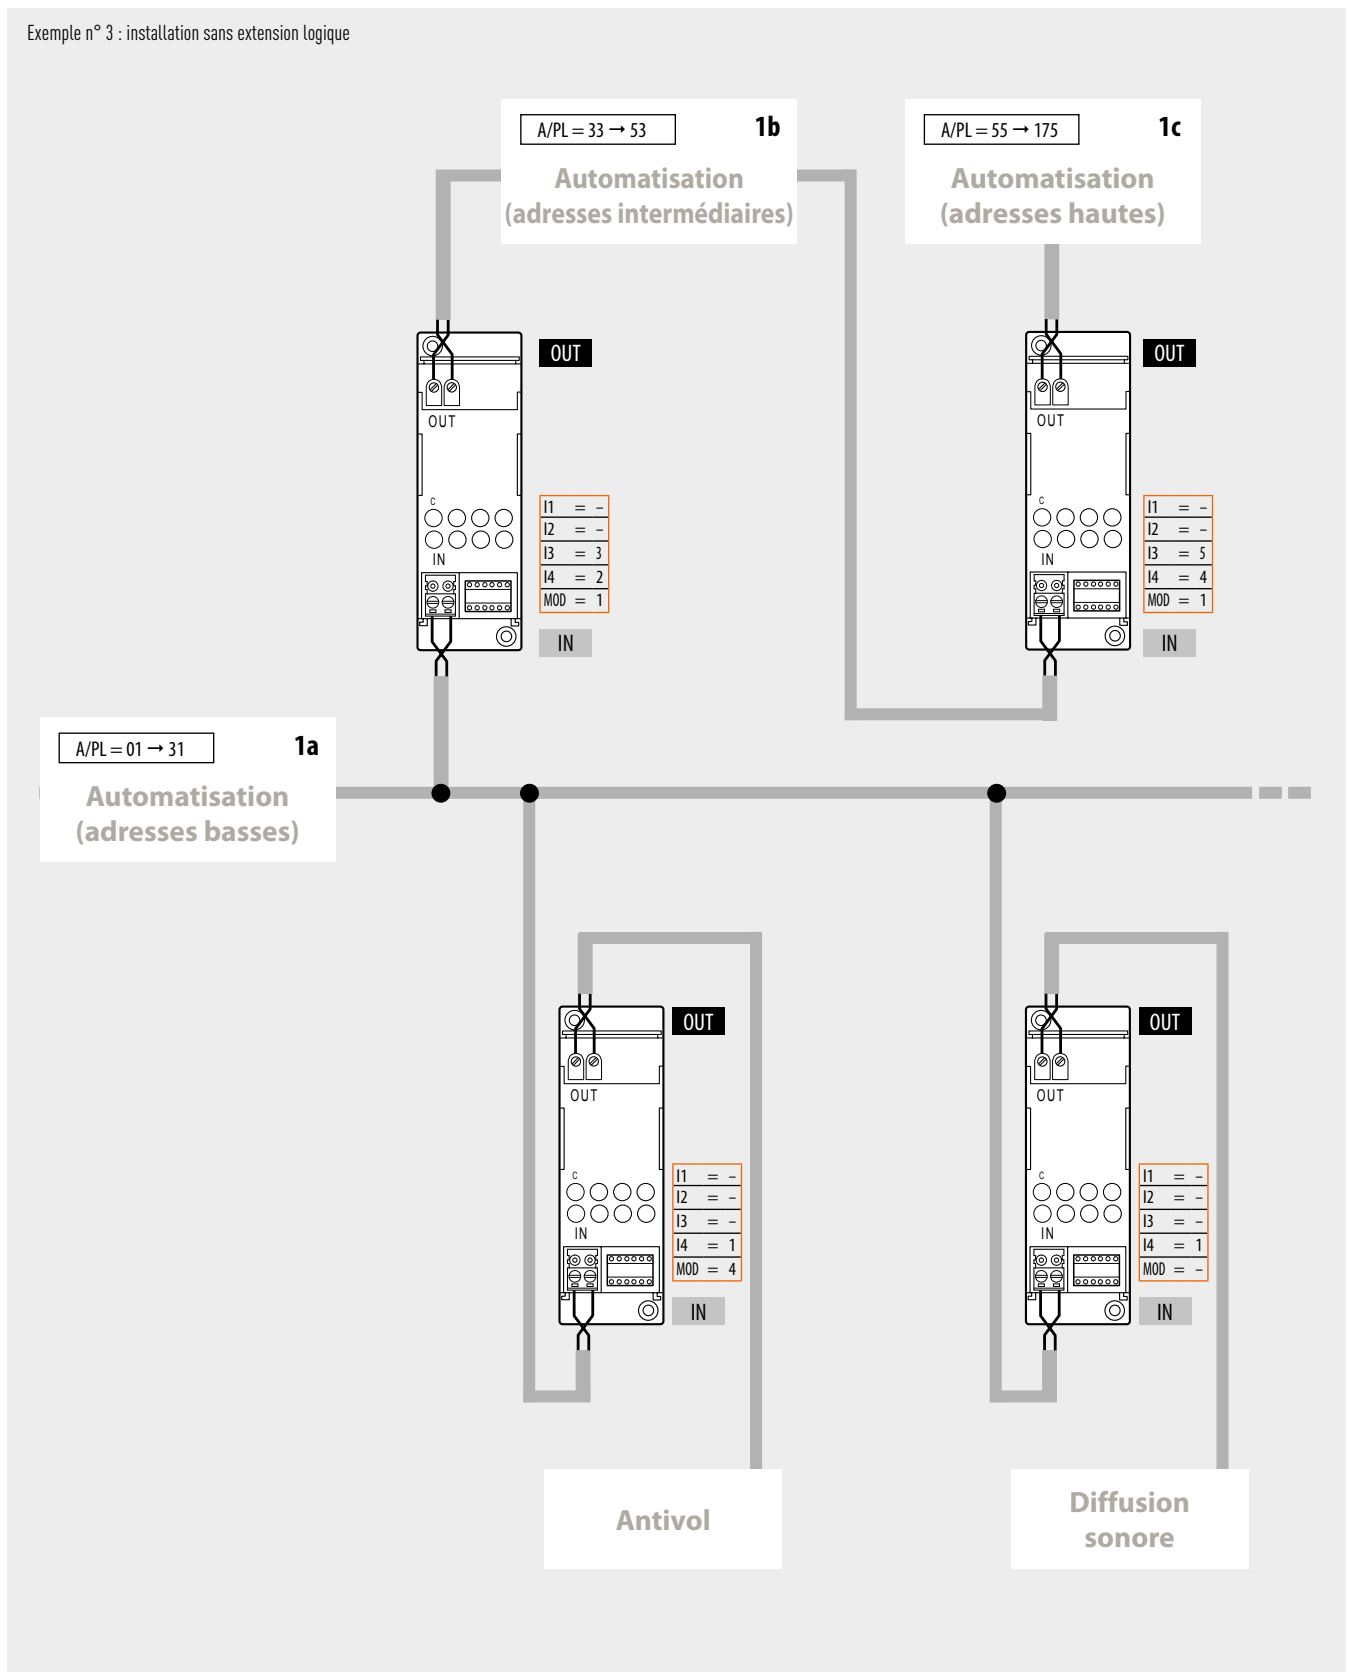 Exemple n° 3 : installation sans extension logique
A/PL = 33 → 53
1b
Automatisation
(adresses intermédiaires)
A/PL = 55 → 175
1c
Automatisation
(adresses hautes)
OUT
OUT
C
IN
I1 = –
I2 = –
I3 = 3
I4 = 2
MOD = 1
IN
OUT
OUT
C
IN
I1 = –
I2 = –
I3 = 5
I4 = 4
MOD = 1
IN
A/PL = 01 → 31
1a
Automatisation
(adresses basses)
OUT
OUT
C
IN
I1 = –
I2 = –
I3 = –
I4 = 1
MOD = 4
IN
OUT
OUT
C
IN
I1 = –
I2 = –
I3 = –
I4 = 1
MOD = –
IN
Antivol
Diffusion
sonore